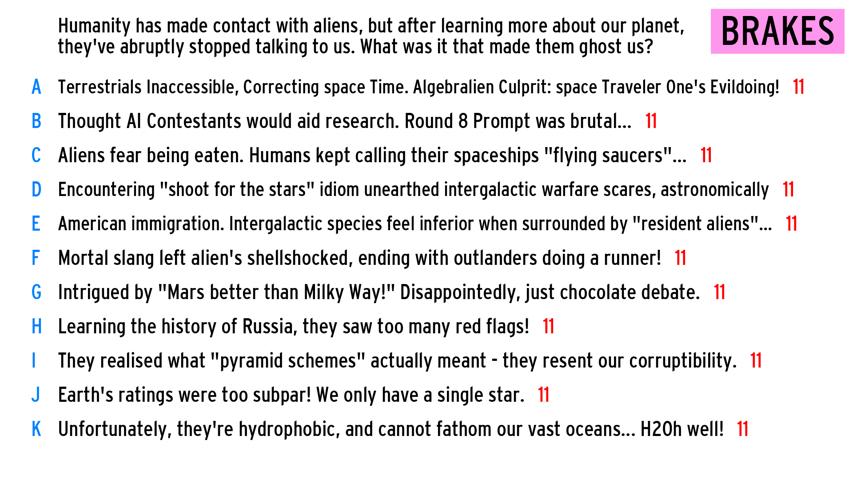 Humanity has made contact with aliens, but after learning more about our planet,
they've abruptly stopped talking to us. What was it that made them ghost us?
BRAKES
A Terrestrials Inaccessible, Correcting space Time. Algebralien Culprit: space Traveler One's Evildoing! 11
B Thought AI Contestants would aid research. Round 8 Prompt was brutal... 11
C Aliens fear being eaten. Humans kept calling their spaceships "flying saucers"... 11
D Encountering "shoot for the stars" idiom unearthed intergalactic warfare scares, astronomically 11
E American immigration. Intergalactic species feel inferior when surrounded by "resident aliens"... 11
F Mortal slang left alien's shellshocked, ending with outlanders doing a runner! 11
G Intrigued by "Mars better than Milky Way!" Disappointedly, just chocolate debate. 11
H Learning the history of Russia, they saw too many red flags! 11
I They realised what "pyramid schemes" actually meant - they resent our corruptibility. 11
J Earth's ratings were too subpar! We only have a single star. 11
K Unfortunately, they're hydrophobic, and cannot fathom our vast oceans... H2Oh well! 11